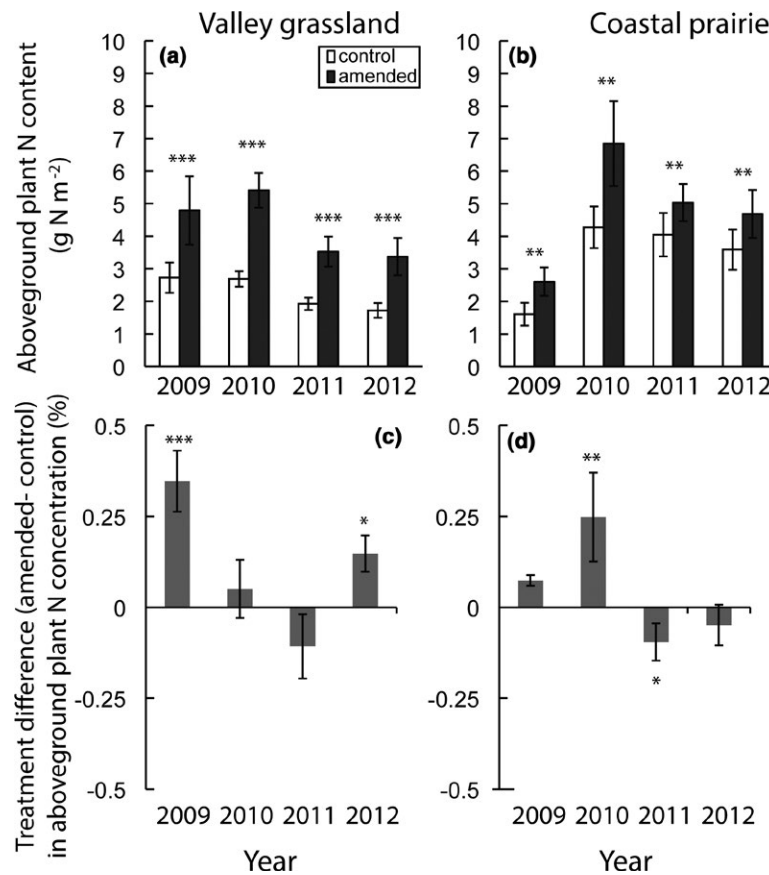 Valley grassland
Coastal prairie
Aboveground plant N content
(g N m-2)
(a)
control
amended
10
9
8
7
6
5
4
3
2
1
0
***
***
***
***
2009 2010 2011 2012
(b)
10
9
8
7
6
5
4
3
2
1
0
**
**
**
**
2009 2010 2011 2012
Treatment difference (amended- control)
in aboveground plant N concentration (%)
(c)
0.5
0.25
0
-0.25
-0.5
***
*
2009 2010 2011 2012
Year
(d)
0.5
0.25
0
-0.25
-0.5
**
*
2009 2010 2011 2012
Year